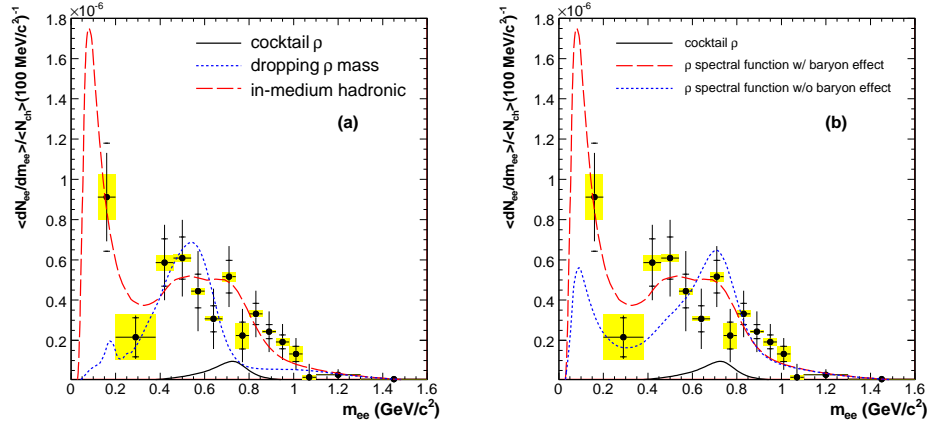 ×10⁻⁶
<dN_ee/dm_ee>/<N_ch>(100 MeV/c²)⁻¹
1.8
1.6
1.4
1.2
1
0.8
0.6
0.4
0.2
cocktail ρ
dropping ρ mass
in-medium hadronic
(a)
0 0.2 0.4 0.6 0.8 1 1.2 1.4 1.6
m_ee (GeV/c²)
×10⁻⁶
<dN_ee/dm_ee>/<N_ch>(100 MeV/c²)⁻¹
1.8
1.6
1.4
1.2
1
0.8
0.6
0.4
0.2
cocktail ρ
ρ spectral function w/ baryon effect
ρ spectral function w/o baryon effect
(b)
0 0.2 0.4 0.6 0.8 1 1.2 1.4 1.6
m_ee (GeV/c²)